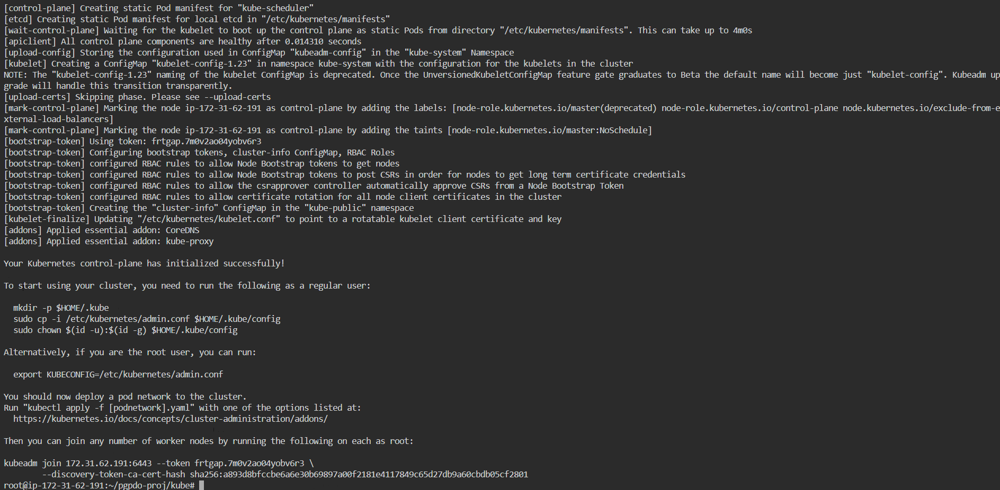 [control-plane] Creating static Pod manifest for "kube-scheduler"
[etcd] Creating static Pod manifest for local etcd in "/etc/kubernetes/manifests"
[wait-control-plane] Waiting for the kubelet to boot up the control plane as static Pods from directory "/etc/kubernetes/manifests". This can take up to 4m0s
[apiclient] All control plane components are healthy after 0.014310 seconds
[upload-config] Storing the configuration used in ConfigMap "kubeadm-config" in the "kube-system" Namespace
[kubelet] Creating a ConfigMap "kubelet-config-1.23" in namespace kube-system with the configuration for the kubelets in the cluster
NOTE: The "kubelet-config-1.23" naming of the kubelet ConfigMap is deprecated. Once the UnversionedKubeletConfigMap feature gate graduates to Beta the default name will become just "kubelet-config". Kubeadm up
grade will handle this transition transparently.
[upload-certs] Skipping phase. Please see --upload-certs
[mark-control-plane] Marking the node ip-172-31-62-191 as control-plane by adding the labels: [node-role.kubernetes.io/master(deprecated) node-role.kubernetes.io/control-plane node.kubernetes.io/exclude-from-e
xternal-load-balancers]
[mark-control-plane] Marking the node ip-172-31-62-191 as control-plane by adding the taints [node-role.kubernetes.io/master:NoSchedule]
[bootstrap-token] Using token: frtgap.7m0v2ao04yobv6r3
[bootstrap-token] Configuring bootstrap tokens, cluster-info ConfigMap, RBAC Roles
[bootstrap-token] configured RBAC rules to allow Node Bootstrap tokens to get nodes
[bootstrap-token] configured RBAC rules to allow Node Bootstrap tokens to post CSRs in order for nodes to get long term certificate credentials
[bootstrap-token] configured RBAC rules to allow the csrapprover controller automatically approve CSRs from a Node Bootstrap Token
[bootstrap-token] configured RBAC rules to allow certificate rotation for all node client certificates in the cluster
[bootstrap-token] Creating the "cluster-info" ConfigMap in the "kube-public" namespace
[kubelet-finalize] Updating "/etc/kubernetes/kubelet.conf" to point to a rotatable kubelet client certificate and key
[addons] Applied essential addon: CoreDNS
[addons] Applied essential addon: kube-proxy
Your Kubernetes control-plane has initialized successfully!
To start using your cluster, you need to run the following as a regular user:
mkdir -p $HOME/.kube
sudo cp -i /etc/kubernetes/admin.conf $HOME/.kube/config
sudo chown $(id -u):$(id -g) $HOME/.kube/config
Alternatively, if you are the root user, you can run:
export KUBECONFIG=/etc/kubernetes/admin.conf
You should now deploy a pod network to the cluster.
Run "kubectl apply -f [podnetwork].yaml" with one of the options listed at:
https://kubernetes.io/docs/concepts/cluster-administration/addons/
Then you can join any number of worker nodes by running the following on each as root:
kubeadm join 172.31.62.191:6443 --token frtgap.7m0v2ao04yobv6r3 \
--discovery-token-ca-cert-hash sha256:a893d8bfccbe6a6e30b69897a00f2181e4117849c65d27db9a60cbdb05cf2801
root@ip-172-31-62-191:~/pgpdo-proj/kube#